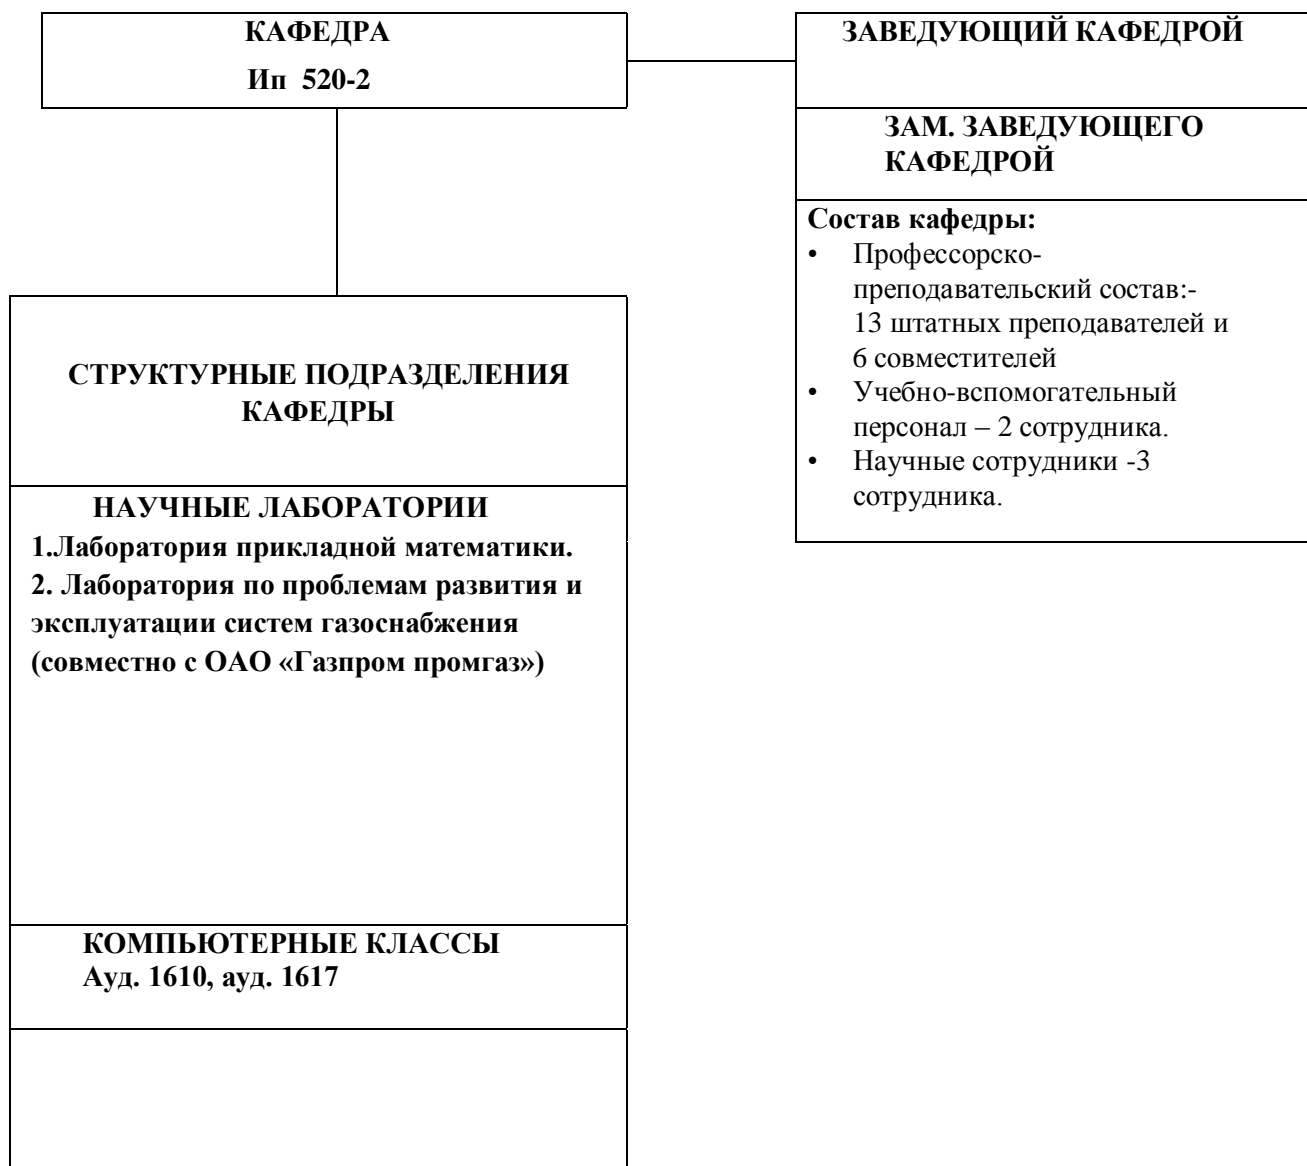 КАФЕДРА
Ип 520-2
ЗАВЕДУЮЩИЙ КАФЕДРОЙ
ЗАМ. ЗАВЕДУЮЩЕГО
КАФЕДРОЙ
Состав кафедры:
• Профессорско-
преподавательский состав:-
13 штатных преподавателей и
6 совместителей
• Учебно-вспомогательный
персонал – 2 сотрудника.
• Научные сотрудники -3
сотрудника.
СТРУКТУРНЫЕ ПОДРАЗДЕЛЕНИЯ
КАФЕДРЫ
НАУЧНЫЕ ЛАБОРАТОРИИ
1.Лаборатория прикладной математики.
2. Лаборатория по проблемам развития и
эксплуатации систем газоснабжения
(совместно с ОАО «Газпром промгаз»)
КОМПЬЮТЕРНЫЕ КЛАССЫ
Ауд. 1610, ауд. 1617